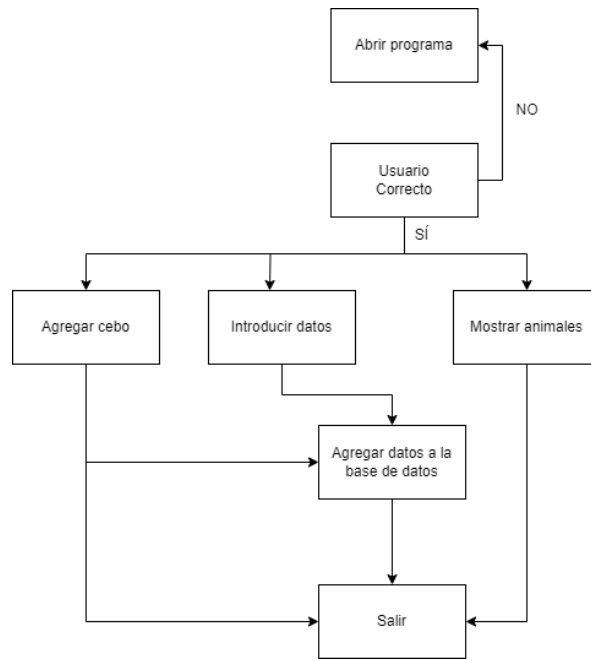 Abrir programa
NO
Usuario
Correcto
SÍ
Agregar cebo
Introducir datos
Mostrar animales
Agregar datos a la
base de datos
Salir